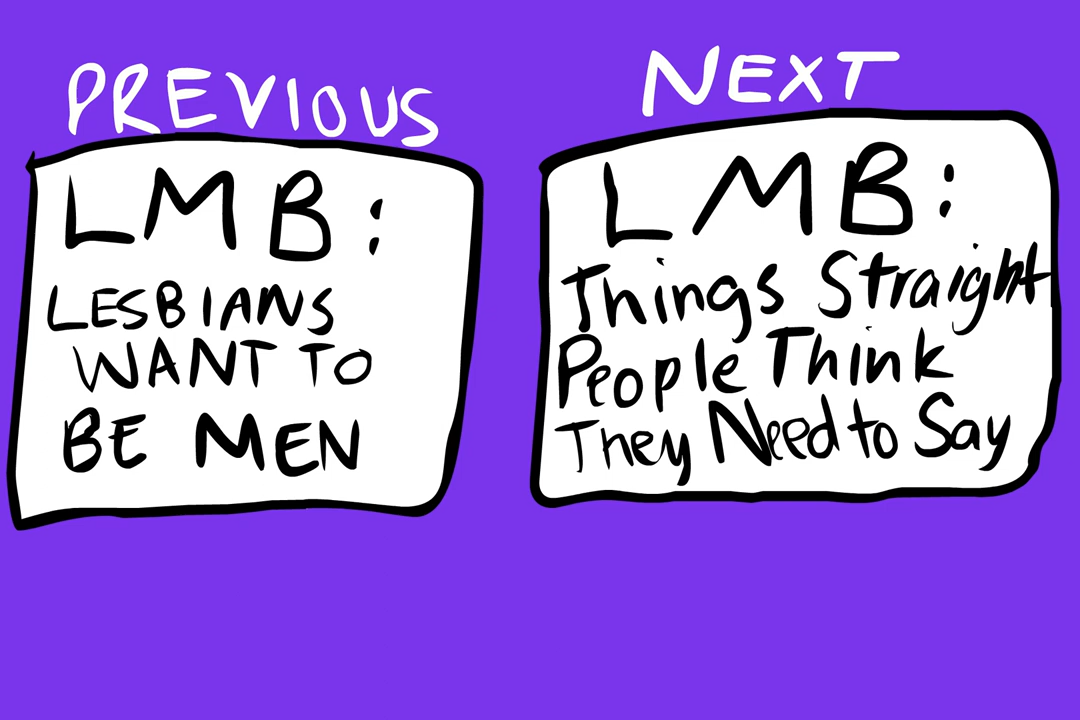 PREVIOUS
LMB:
LESBIANS
WANT TO
BE MEN
NEXT
LMB:
Things Straight
People Think
They Need to Say